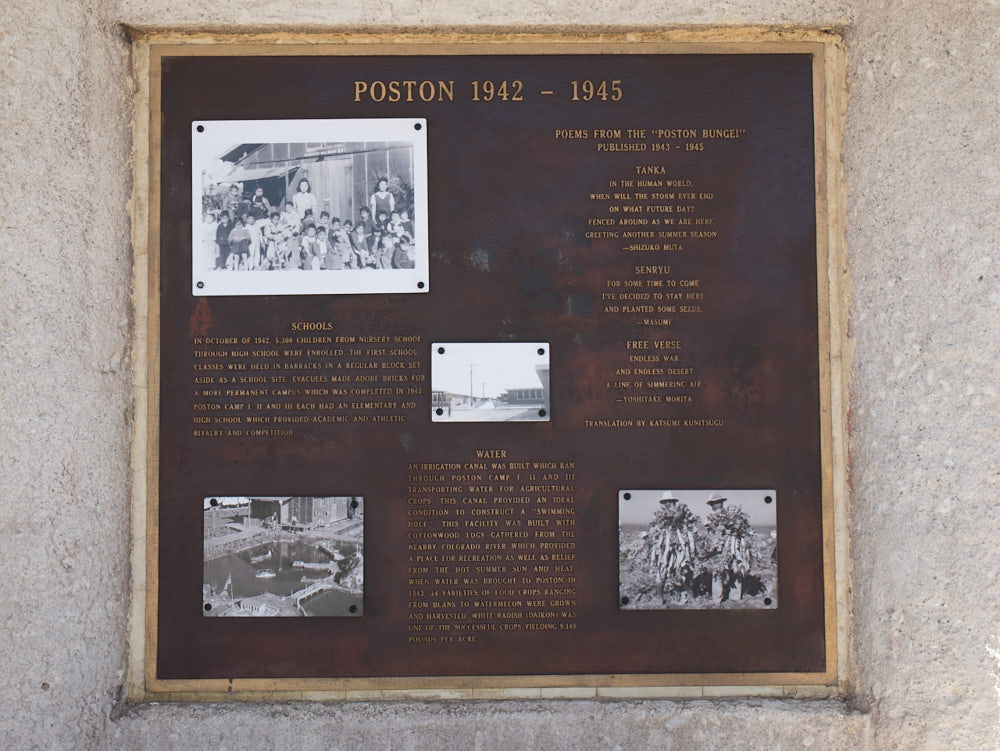 POSTON 1942 – 1945
POEMS FROM THE "POSTON BUNGEI"
PUBLISHED 1943 - 1945
TANKA
IN THE HUMAN WORLD,
WHEN WILL THE STORM EVER END
ON WHAT FUTURE DAY?
FENCED AROUND AS WE ARE HERE,
GREETING ANOTHER SUMMER SEASON.
—SHIZUKO MUTA
SENRYU
FOR SOME TIME TO COME
I'VE DECIDED TO STAY HERE
AND PLANTED SOME SEEDS.
—MASUMI
FREE VERSE
ENDLESS WAR
AND ENDLESS DESERT
A LINE OF SIMMERING AIR.
—YOSHITAKE MORITA
TRANSLATION BY KATSUMI KUNITSUGU
SCHOOLS
IN OCTOBER OF 1942, 5,300 CHILDREN FROM NURSERY SCHOOL
THROUGH HIGH SCHOOL WERE ENROLLED. THE FIRST SCHOOL
CLASSES WERE HELD IN BARRACKS IN A REGULAR BLOCK SET
ASIDE AS A SCHOOL SITE. EVACUEES MADE ADOBE BRICKS FOR
A MORE PERMANENT CAMPUS WHICH WAS COMPLETED IN 1943.
POSTON CAMP I, II AND III EACH HAD AN ELEMENTARY AND
HIGH SCHOOL WHICH PROVIDED ACADEMIC AND ATHLETIC
RIVALRY AND COMPETITION.
WATER
AN IRRIGATION CANAL WAS BUILT WHICH RAN
THROUGH POSTON CAMP I, II AND III
TRANSPORTING WATER FOR AGRICULTURAL
CROPS. THIS CANAL PROVIDED AN IDEAL
CONDITION TO CONSTRUCT A "SWIMMING
HOLE". THIS FACILITY WAS BUILT WITH
COTTONWOOD LOGS GATHERED FROM THE
NEARBY COLORADO RIVER WHICH PROVIDED
A PLACE FOR RECREATION AS WELL AS RELIEF
FROM THE HOT SUMMER SUN AND HEAT.
WHEN WATER WAS BROUGHT TO POSTON IN
1943, 34 VARIETIES OF FOOD CROPS RANGING
FROM BEANS TO WATERMELON WERE GROWN
AND HARVESTED. WHITE RADISH (DAIKON) WAS
ONE OF THE SUCCESSFUL CROPS YIELDING 9,149
POUNDS PER ACRE.